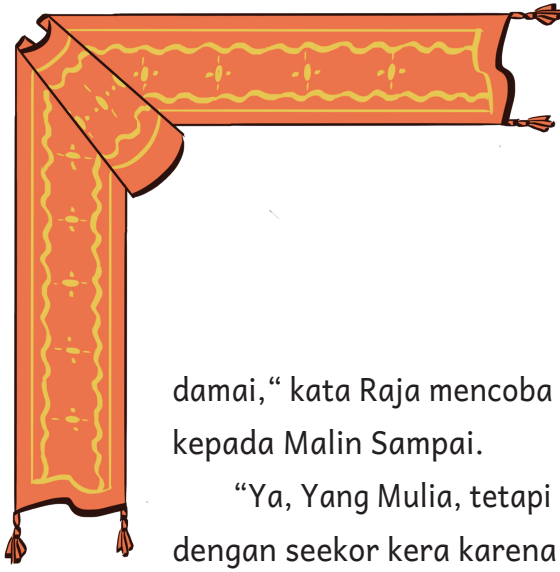 damai,“ kata Raja mencoba
kepada Malin Sampai.
“Ya, Yang Mulia, tetapi
dengan seekor kera karena